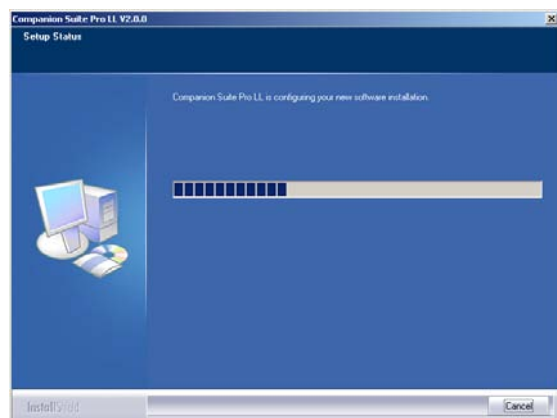 Companion Suite Pro LL V2.0.0
Setup Status
Companion Suite Pro LL is configuring your new software installation.
InstallShield
Cancel